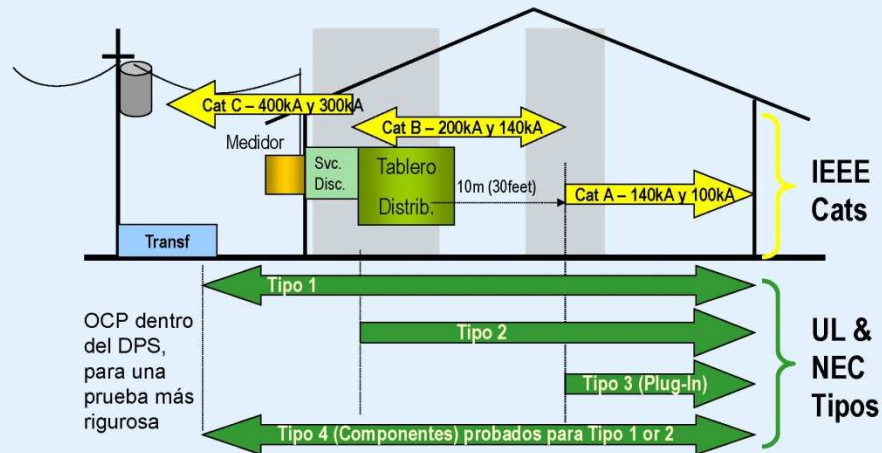 Cat C – 400kA y 300kA
Cat B – 200kA y 140kA
Medidor
Svc.
Disc.
Tablero
Distrib.
10m (30feet)
Cat A – 140kA y 100kA
IEEE
Cats
Transf
Tipo 1
OCP dentro
del DPS,
para una
prueba más
rigurosa
Tipo 2
Tipo 3 (Plug-In)
Tipo 4 (Componentes) probados para Tipo 1 or 2
UL &
NEC
Tipos